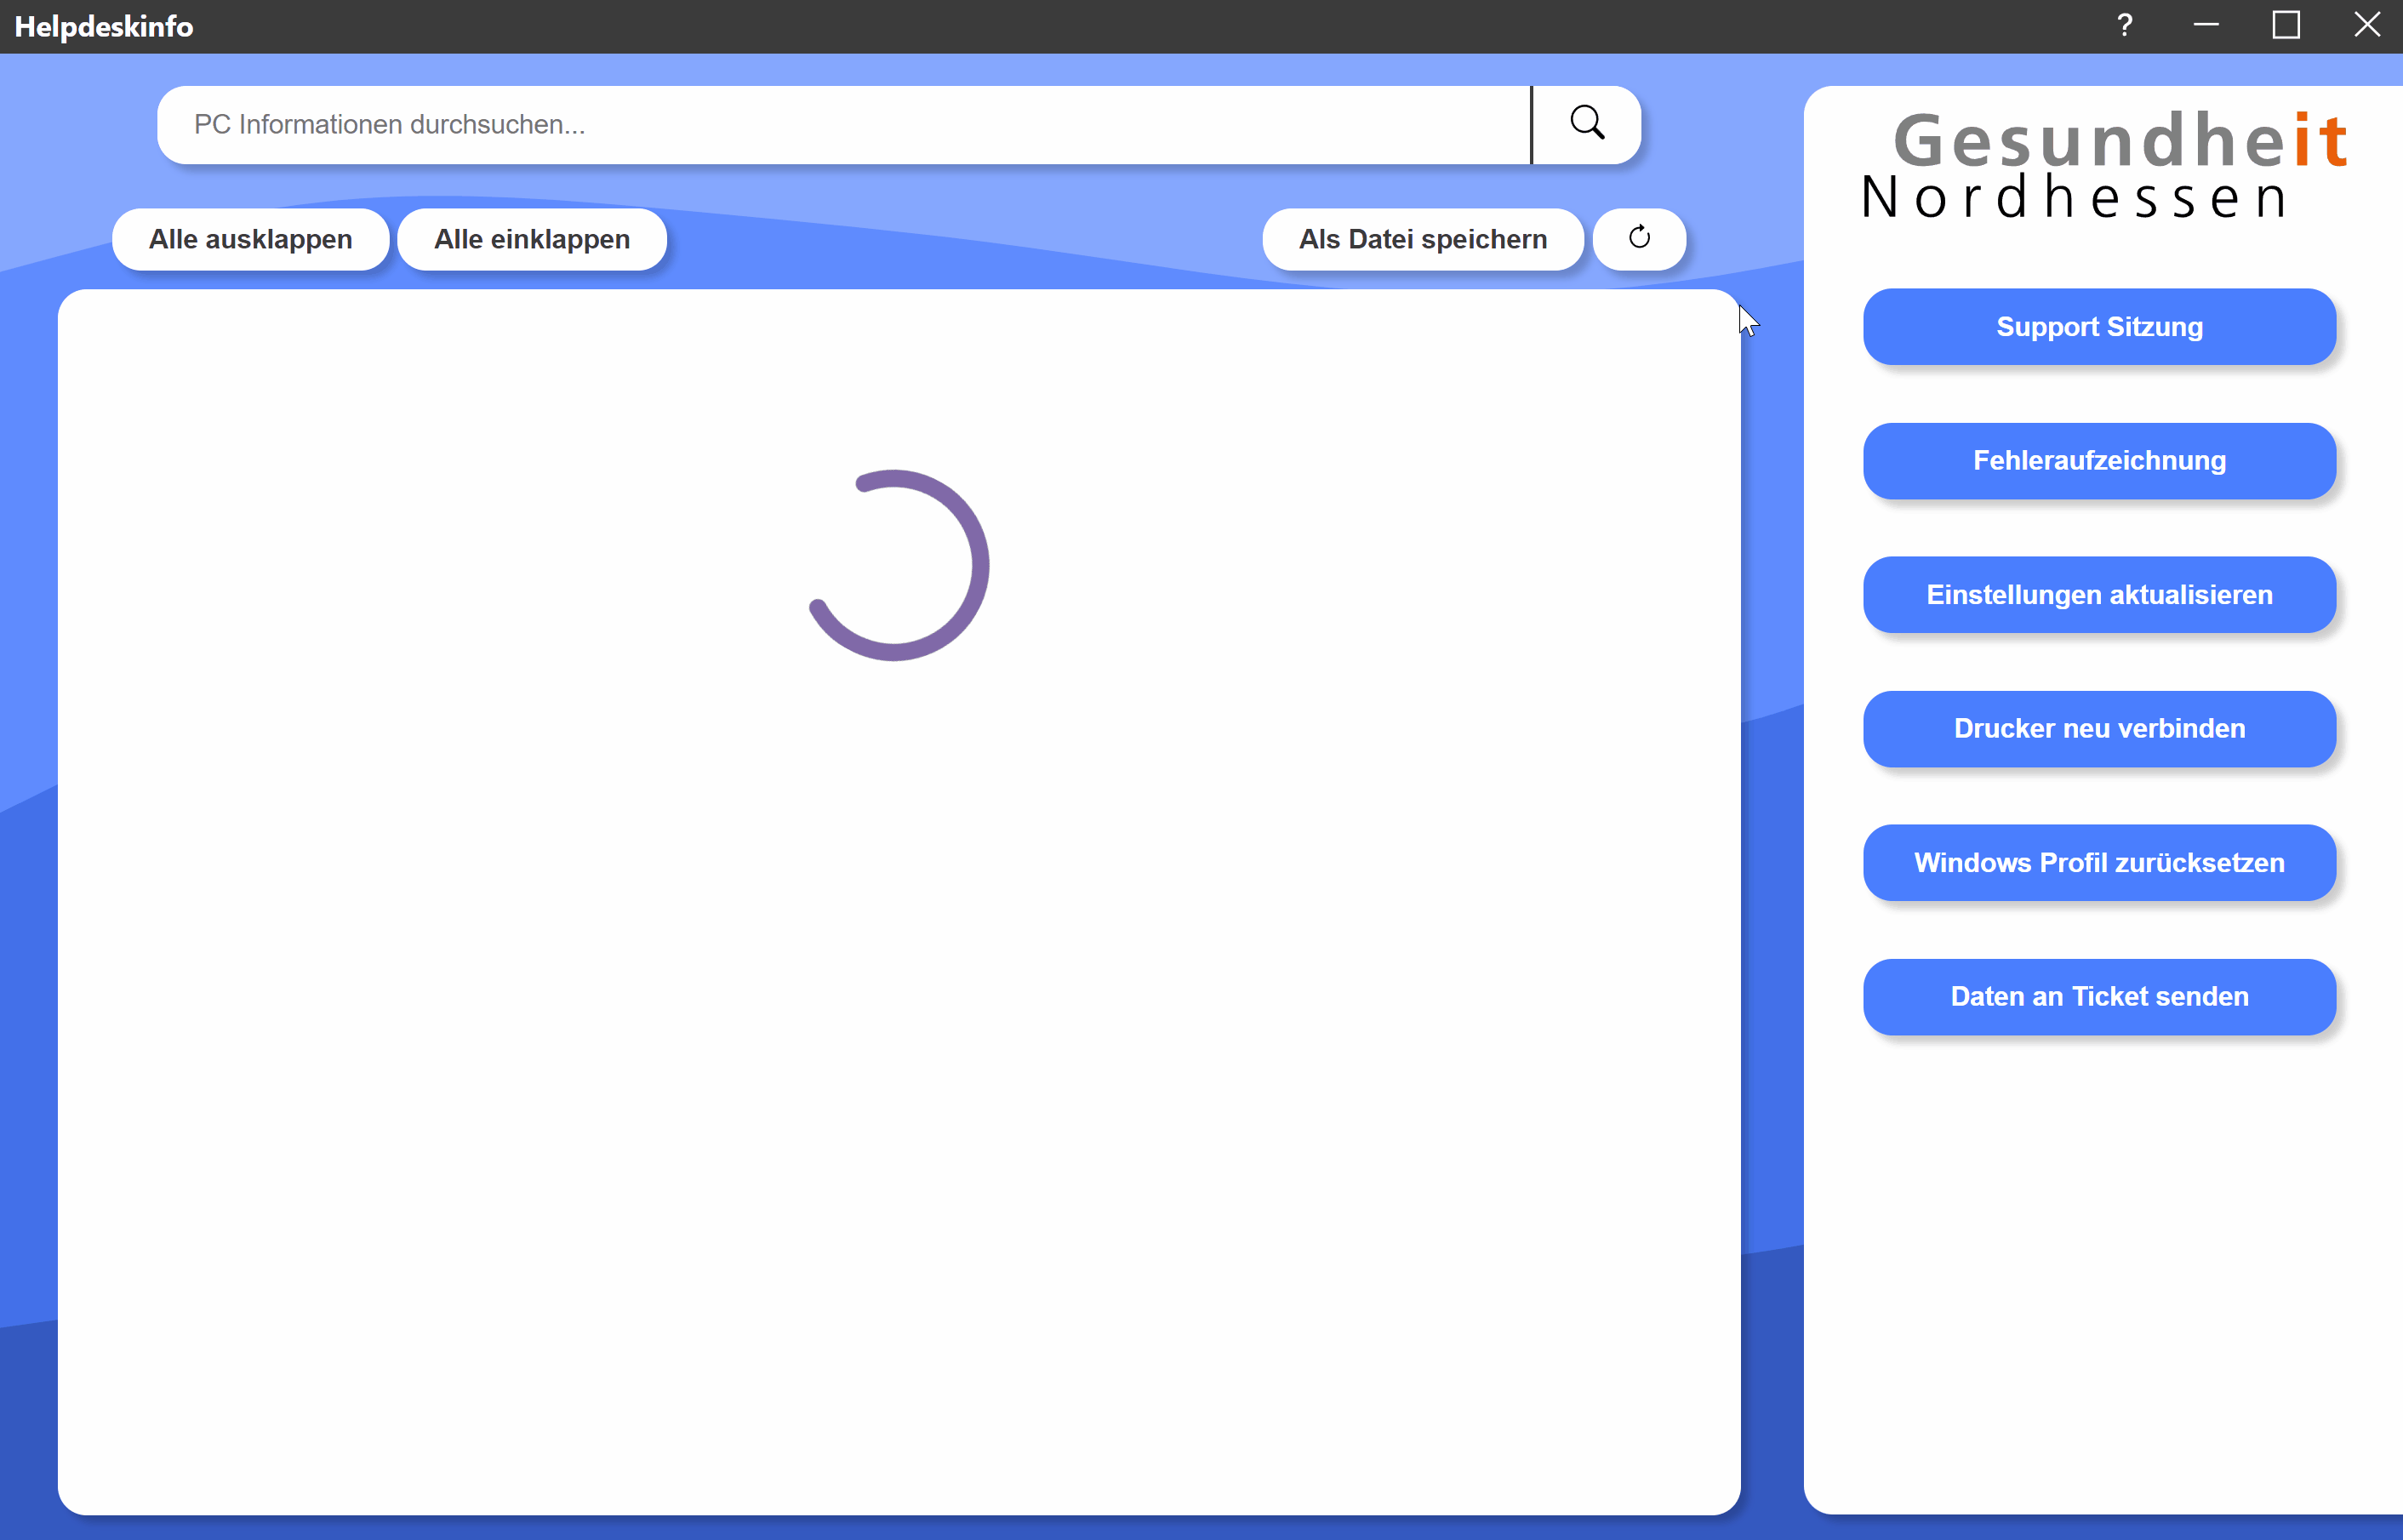 Helpdeskinfo
?
PC Informationen durchsuchen...
Alle ausklappen
Alle einklappen
Als Datei speichern
Gesundheit
Nordhessen
Support Sitzung
Fehleraufzeichnung
Einstellungen aktualisieren
Drucker neu verbinden
Windows Profil zurücksetzen
Daten an Ticket senden